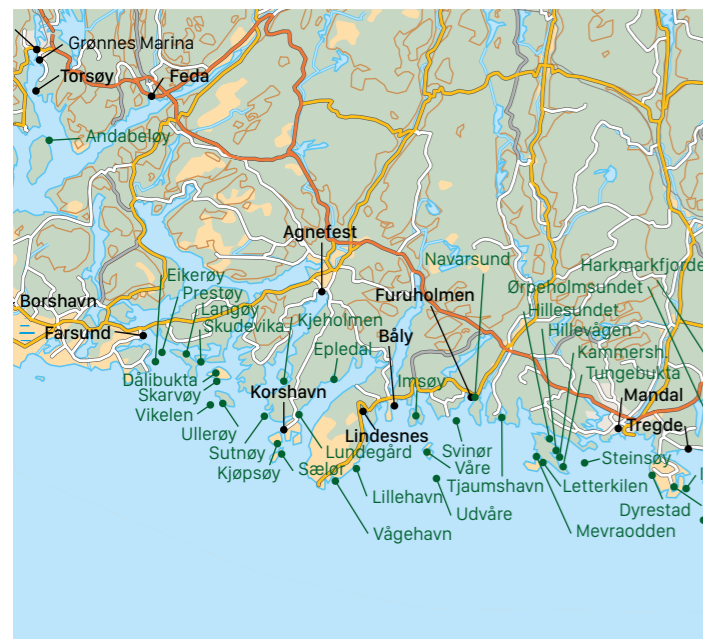 Grønnes Marina
Torsøy
Feda
Andabeløy
Agnefest
Navarsund
Harkmarkfjorde
Eikerøy
Ørpeholmsundet
Prestøy
Furuholmen
Borshavn
Langøy
Hillesundet
Skudevika
Kjeholmen
Hillevågen
Farsund
Båly
Epledal
Kammersh.
Dålibukta
Imsøy
Tungebukta
Skarvøy
Korshavn
Mandal
Vikelen
Ullerøy
Lindesnes
Svinør
Tregde
Sutnøy
Lundegård
Våre
Steinsøy
Kjøpsøy
Sælør
Tjaumshavn
Letterkilen
Lillehavn
Dyrestad
Udvåre
Vågehavn
Mevraodden